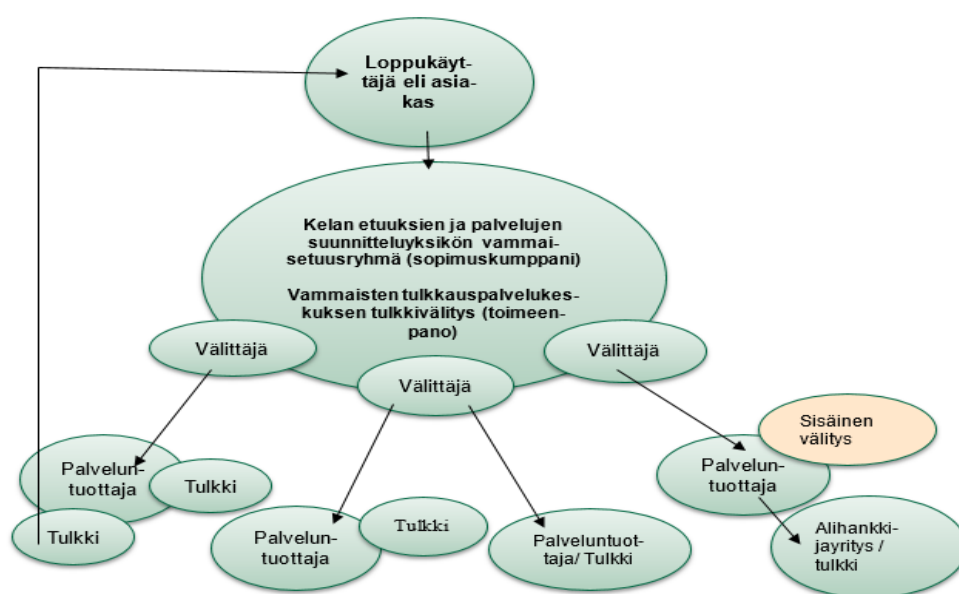 Loppukäyt-
täjä eli asia-
kas
Kelan etuuksien ja palvelujen
suunnitteluyksikön vammai-
setuusryhmä (sopimuskumppani)
Vammaisten tulkkauspalvelukes-
kuksen tulkkivälitys (toimeen-
pano)
Välittäjä
Välittäjä
Välittäjä
Sisäinen
välitys
Palvelun-
tuottaja
Tulkki
Tulkki
Palvelun-
tuottaja
Tulkki
Palveluntuot-
taja/ Tulkki
Palvelun-
tuottaja
Alihankki-
jayritys /
tulkki